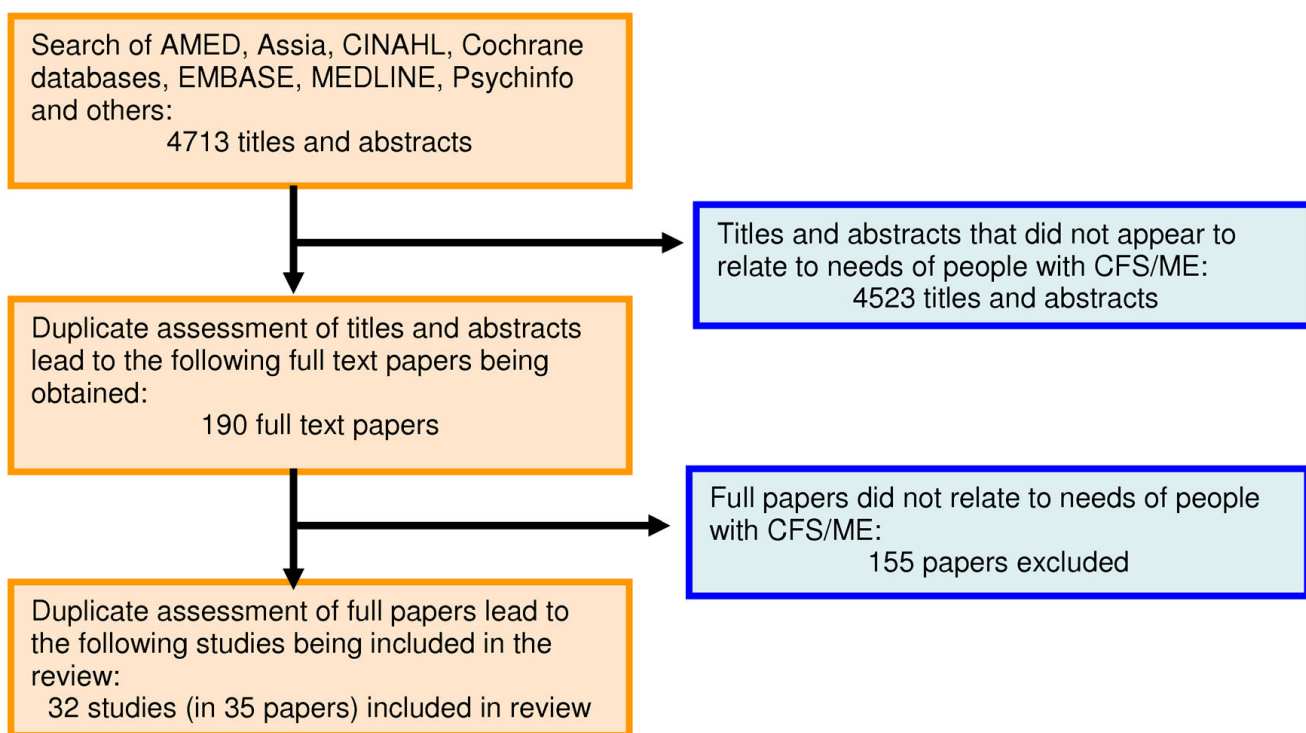 Search of AMED, Assia, CINAHL, Cochrane
databases, EMBASE, MEDLINE, Psychinfo
and others:
4713 titles and abstracts
Titles and abstracts that did not appear to
relate to needs of people with CFS/ME:
4523 titles and abstracts
Duplicate assessment of titles and abstracts
lead to the following full text papers being
obtained:
190 full text papers
Full papers did not relate to needs of people
with CFS/ME:
155 papers excluded
Duplicate assessment of full papers lead to
the following studies being included in the
review:
32 studies (in 35 papers) included in review